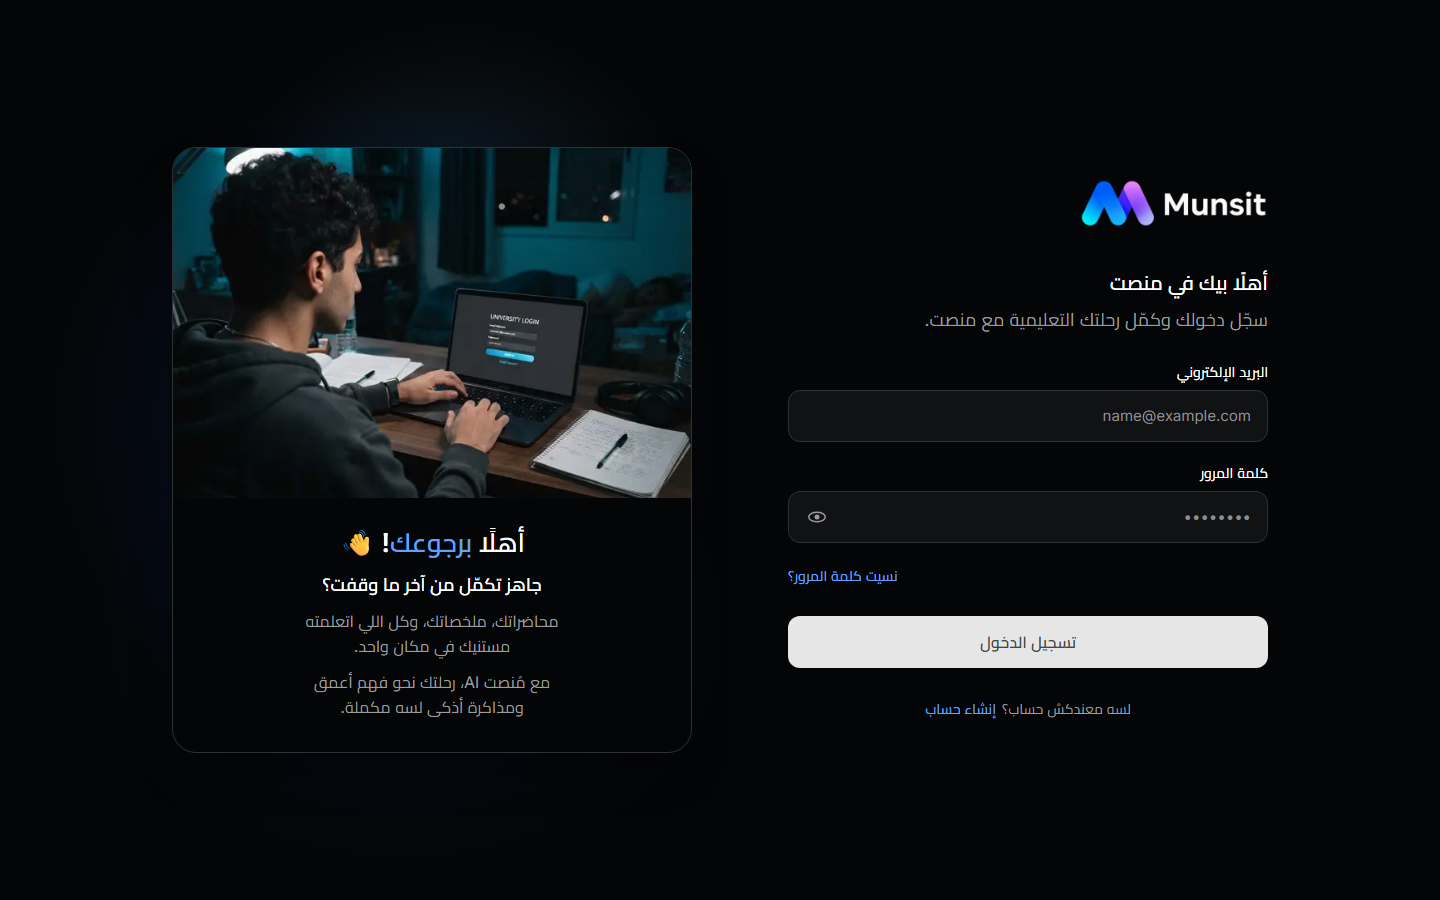 Munsit
أهلًا بيك في منصت
سجّل دخولك وكمّل رحلتك التعليمية مع منصت.
البريد الإلكتروني
name@example.com
كلمة المرور
••••••••
نسيت كلمة المرور؟
تسجيل الدخول
لسه معندكش حساب؟ إنشاء حساب
UNIVERSITY LOGIN
أهلًا برجوعك! 👋
جاهز تكمّل من آخر ما وقفت؟
محاضراتك، ملخصاتك، وكل اللي اتعلمته
مستنيك في مكان واحد.
مع مُنصت AI، رحلتك نحو فهم أعمق
ومذاكرة أذكى لسه مكملة.